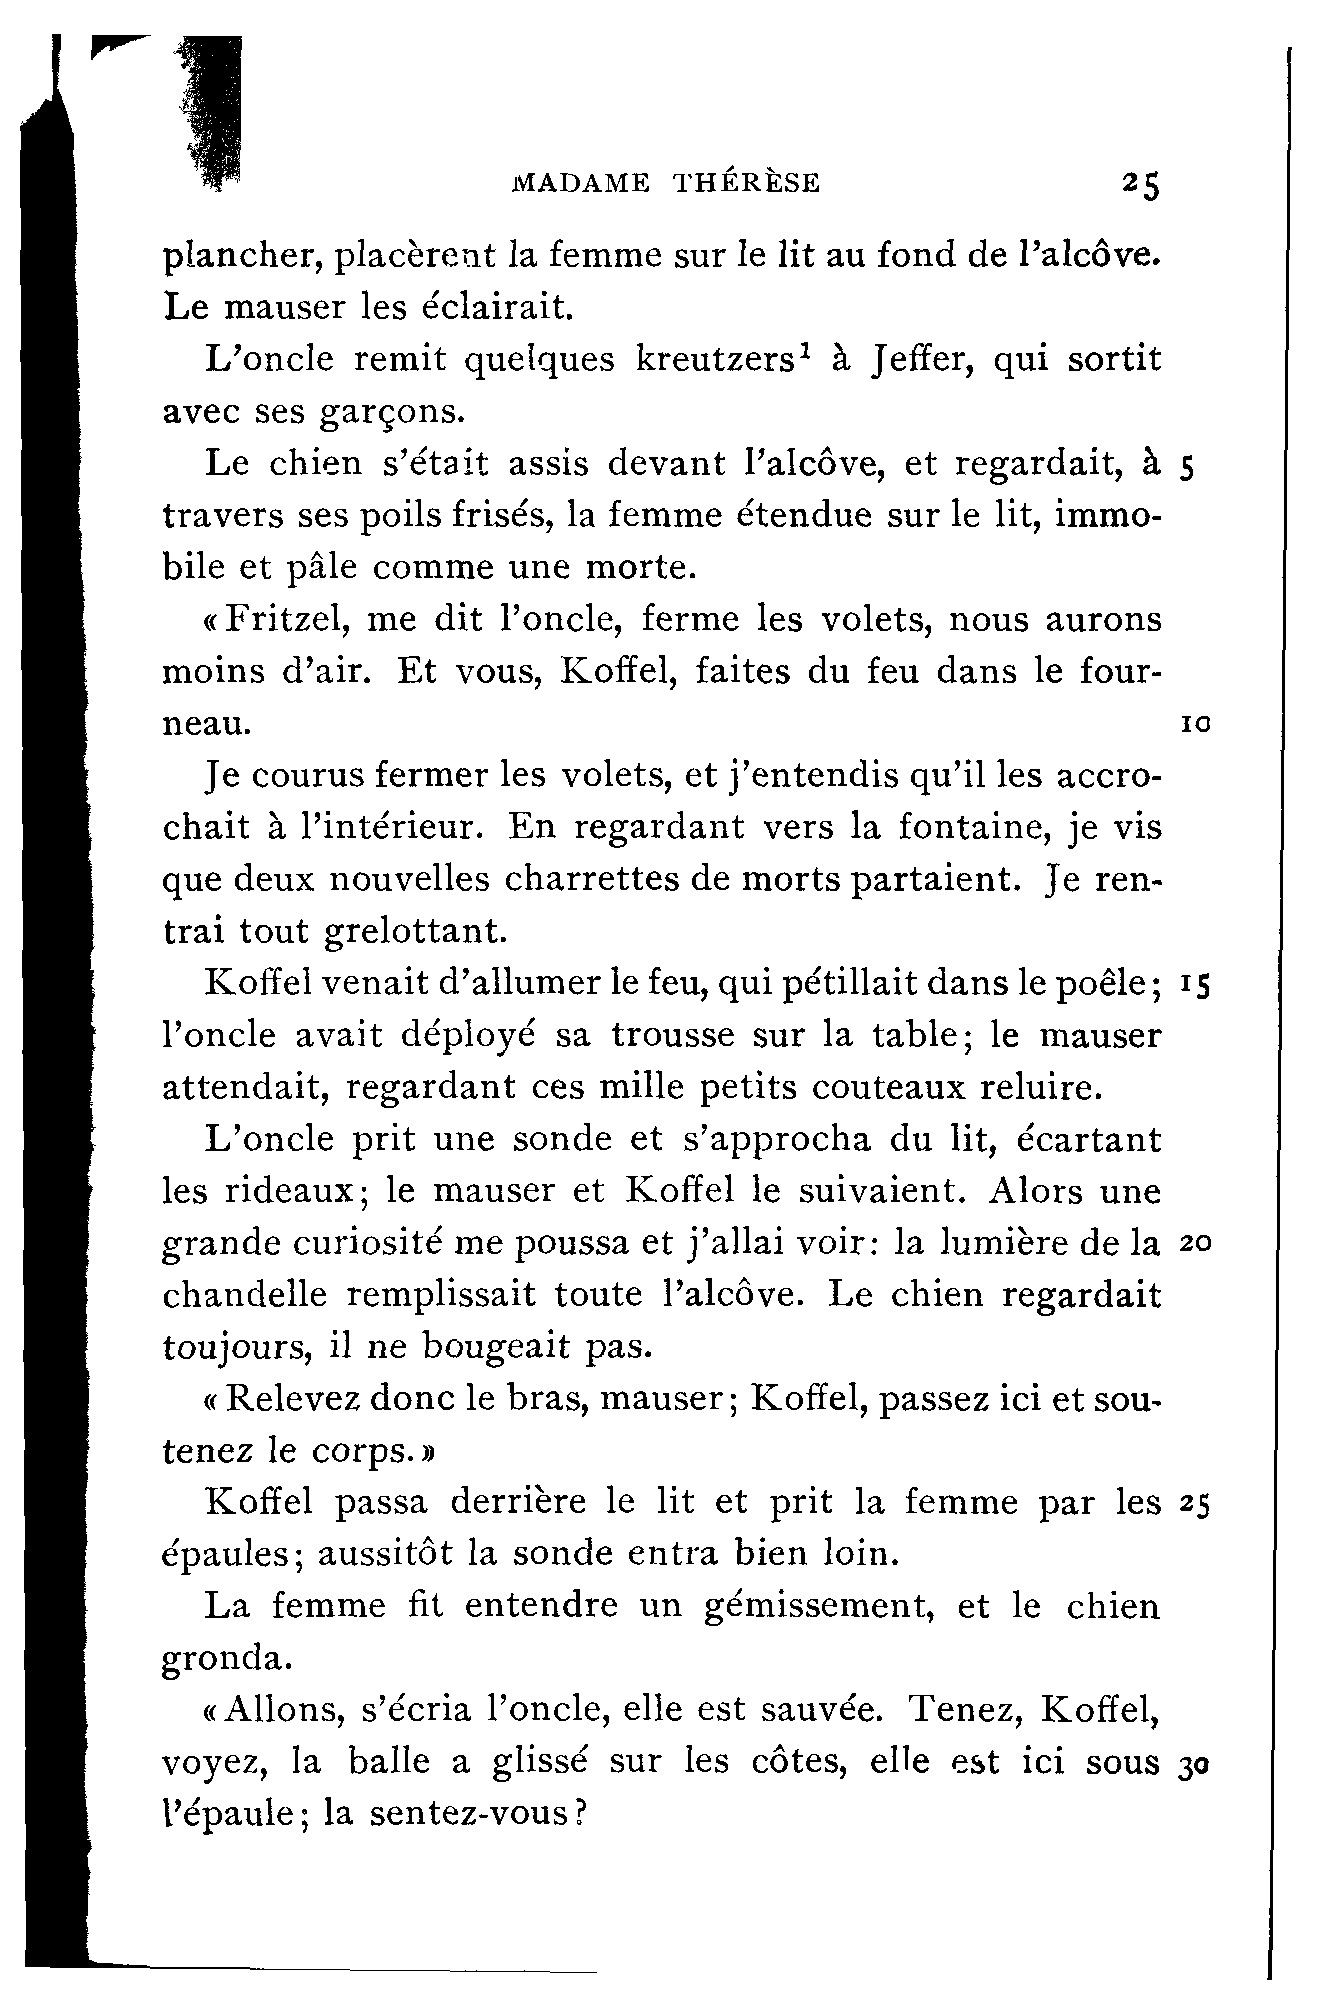 MADAME THÉRÈSE 25
plancher, placèrent la femme sur le lit au fond de l'alcôve.
Le mauser les éclairait.
L'oncle remit quelques kreutzers¹ à Jeffer, qui sortit
avec ses garçons.
Le chien s'était assis devant l'alcôve, et regardait, à 5
travers ses poils frisés, la femme étendue sur le lit, immo-
bile et pâle comme une morte.
« Fritzel, me dit l'oncle, ferme les volets, nous aurons
moins d'air. Et vous, Koffel, faites du feu dans le four-
neau. 10
Je courus fermer les volets, et j'entendis qu'il les accro-
chait à l'intérieur. En regardant vers la fontaine, je vis
que deux nouvelles charrettes de morts partaient. Je ren-
trai tout grelottant.
Koffel venait d'allumer le feu, qui pétillait dans le poêle; 15
l'oncle avait déployé sa trousse sur la table; le mauser
attendait, regardant ces mille petits couteaux reluire.
L'oncle prit une sonde et s'approcha du lit, écartant
les rideaux; le mauser et Koffel le suivaient. Alors une
grande curiosité me poussa et j'allai voir: la lumière de la 20
chandelle remplissait toute l'alcôve. Le chien regardait
toujours, il ne bougeait pas.
« Relevez donc le bras, mauser; Koffel, passez ici et sou-
tenez le corps. »
Koffel passa derrière le lit et prit la femme par les 25
épaules; aussitôt la sonde entra bien loin.
La femme fit entendre un gémissement, et le chien
gronda.
« Allons, s'écria l'oncle, elle est sauvée. Tenez, Koffel,
voyez, la balle a glissé sur les côtes, elle est ici sous 30
l'épaule; la sentez-vous?